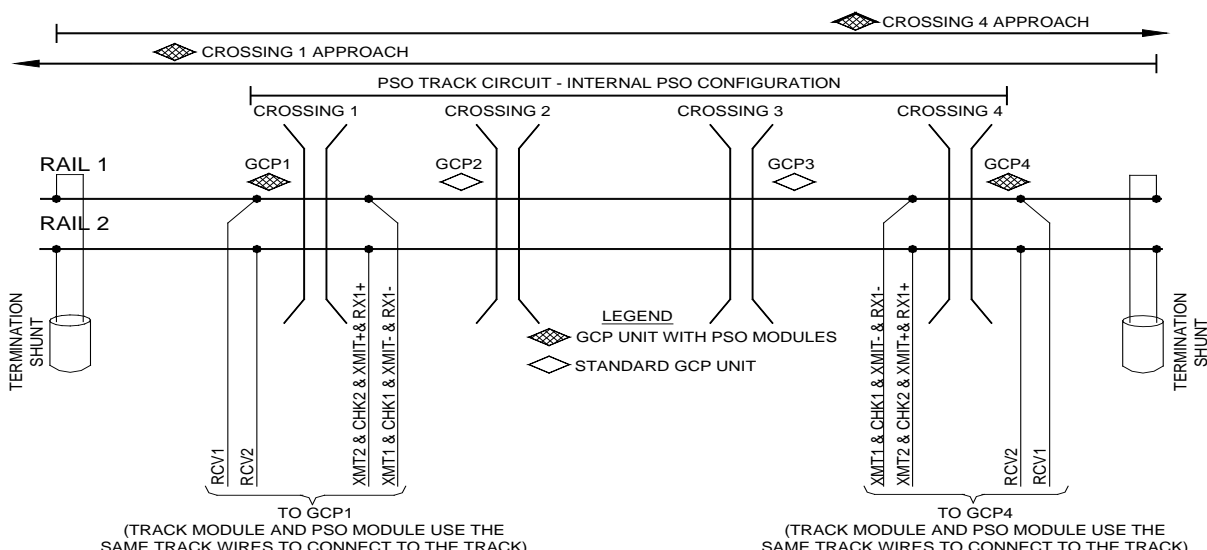 CROSSING 4 APPROACH
CROSSING 1 APPROACH
PSO TRACK CIRCUIT - INTERNAL PSO CONFIGURATION
CROSSING 1
CROSSING 2
CROSSING 3
CROSSING 4
RAIL 1
GCP1
GCP2
GCP3
GCP4
RAIL 2
TERMINATION
SHUNT
RCV1
RCV2
XMT2 & CHK2 & XMIT+& RX1+
XMT1 & CHK1 & XMIT- & RX1-
LEGEND
GCP UNIT WITH PSO MODULES
STANDARD GCP UNIT
XMT1 & CHK1 & XMIT- & RX1-
XMT2 & CHK2 & XMIT+& RX1+
RCV2
RCV1
TERMINATION
SHUNT
TO GCP1
(TRACK MODULE AND PSO MODULE USE THE
SAME TRACK WIRES TO CONNECT TO THE TRACK)
TO GCP4
(TRACK MODULE AND PSO MODULE USE THE
SAME TRACK WIRES TO CONNECT TO THE TRACK)